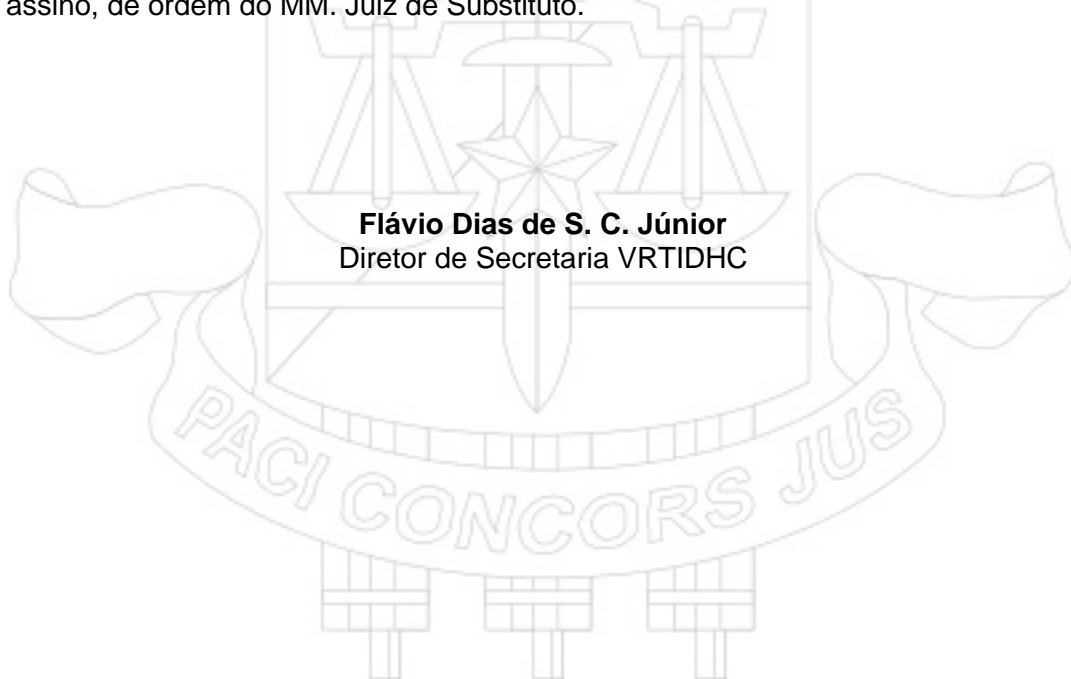 assino, de ordem do MM. Juiz de Substituto.
Flávio Dias de S. C. Júnior
Diretor de Secretaria VRTIDHC
PACI CONCORS JUS